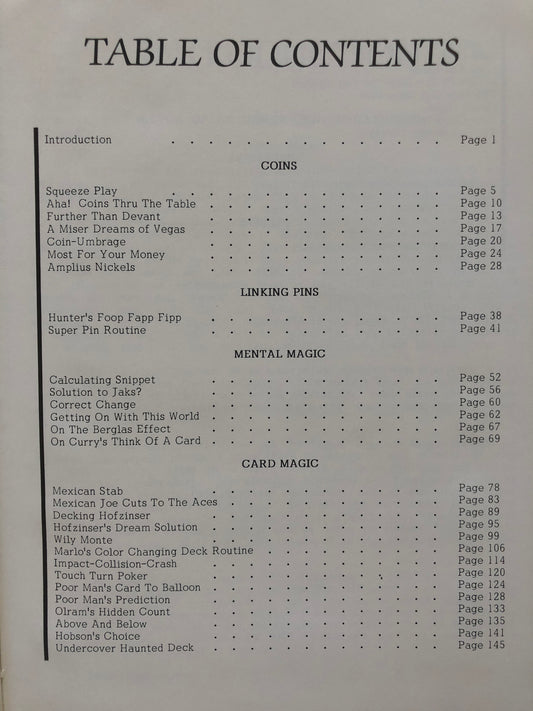 TABLE OF CONTENTS
Introduction . . . . . . . . . . . . . . . Page 1
COINS
Squeeze Play . . . . . . . . . . . . . . . Page 5
Aha! Coins Thru The Table . . . . . . . . . . . . . Page 10
Further Than Devant . . . . . . . . . . . . . Page 13
A Miser Dreams of Vegas . . . . . . . . . . . . . Page 17
Coin-Umbrage . . . . . . . . . . . . . Page 20
Most For Your Money . . . . . . . . . . . . . Page 24
Amplius Nickels . . . . . . . . . . . . . Page 28
LINKING PINS
Hunter's Foop Fapp Fipp . . . . . . . . . . . . . Page 38
Super Pin Routine . . . . . . . . . . . . . Page 41
MENTAL MAGIC
Calculating Snippet . . . . . . . . . . . . . Page 52
Solution to Jaks? . . . . . . . . . . . . . Page 56
Correct Change . . . . . . . . . . . . . Page 60
Getting On With This World . . . . . . . . . . . . . Page 62
On The Berglas Effect . . . . . . . . . . . . . Page 67
On Curry's Think Of A Card . . . . . . . . . . . . . Page 69
CARD MAGIC
Mexican Stab . . . . . . . . . . . . . Page 78
Mexican Joe Cuts To The Aces . . . . . . . . . . . . Page 83
Decking Hofzinser . . . . . . . . . . . . . Page 89
Hofzinser's Dream Solution . . . . . . . . . . . . . Page 95
Wily Monte . . . . . . . . . . . . . Page 99
Marlo's Color Changing Deck Routine . . . . . . . . . . Page 106
Impact-Collision-Crash . . . . . . . . . . . . . Page 114
Touch Turn Poker . . . . . . . . . . . . . Page 120
Poor Man's Card To Balloon . . . . . . . . . . . . . Page 124
Poor Man's Prediction . . . . . . . . . . . . . Page 128
Olram's Hidden Count . . . . . . . . . . . . . Page 133
Above And Below . . . . . . . . . . . . . Page 135
Hobson's Choice . . . . . . . . . . . . . Page 141
Undercover Haunted Deck . . . . . . . . . . . . . Page 145